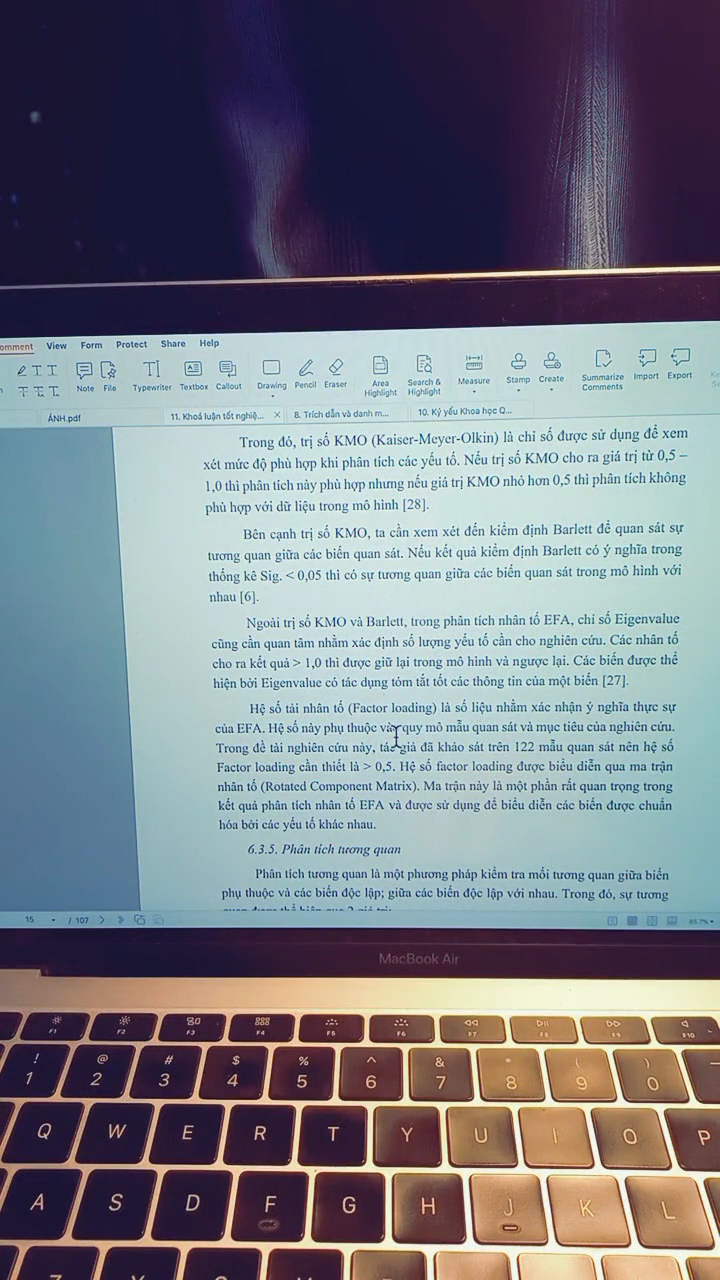 omment View Form Protect Share Help
Note File Typewriter Textbox Callout Drawing Pencil Eraser Area Highlight Search & Highlight Measure Stamp Create Summarize Comments Import Export
ẢNH.pdf 11. Khoá luận tốt nghiệ... × 8. Trích dẫn và danh m... 10. Kỷ yếu Khoa học Q...
Trong đó, trị số KMO (Kaiser-Meyer-Olkin) là chỉ số được sử dụng để xem
xét mức độ phù hợp khi phân tích các yếu tố. Nếu trị số KMO cho ra giá trị từ 0,5 –
1,0 thì phân tích này phù hợp nhưng nếu giá trị KMO nhỏ hơn 0,5 thì phân tích không
phù hợp với dữ liệu trong mô hình [28].
Bên cạnh trị số KMO, ta cần xem xét đến kiểm định Barlett để quan sát sự
tương quan giữa các biến quan sát. Nếu kết quả kiểm định Barlett có ý nghĩa trong
thống kê Sig. < 0,05 thì có sự tương quan giữa các biến quan sát trong mô hình với
nhau [6].
Ngoài trị số KMO và Barlett, trong phân tích nhân tố EFA, chỉ số Eigenvalue
cũng cần quan tâm nhằm xác định số lượng yếu tố cần cho nghiên cứu. Các nhân tố
cho ra kết quả > 1,0 thì được giữ lại trong mô hình và ngược lại. Các biến được thể
hiện bởi Eigenvalue có tác dụng tóm tắt tốt các thông tin của một biến [27].
Hệ số tải nhân tố (Factor loading) là số liệu nhằm xác nhận ý nghĩa thực sự
của EFA. Hệ số này phụ thuộc vào quy mô mẫu quan sát và mục tiêu của nghiên cứu.
Trong đề tài nghiên cứu này, tác giả đã khảo sát trên 122 mẫu quan sát nên hệ số
Factor loading cần thiết là > 0,5. Hệ số factor loading được biểu diễn qua ma trận
nhân tố (Rotated Component Matrix). Ma trận này là một phần rất quan trọng trong
kết quả phân tích nhân tố EFA và được sử dụng để biểu diễn các biến được chuẩn
hóa bởi các yếu tố khác nhau.
6.3.5. Phân tích tương quan
Phân tích tương quan là một phương pháp kiểm tra mối tương quan giữa biến
phụ thuộc và các biến độc lập; giữa các biến độc lập với nhau. Trong đó, sự tương
15 / 107
MacBook Air
F1 F2 F3 F4 F5 F6 F7 F8 F9 F10
! @ # $ % ^ & * ( )
1 2 3 4 5 6 7 8 9 0
Q W E R T Y U I O P
A S D F G H J K L